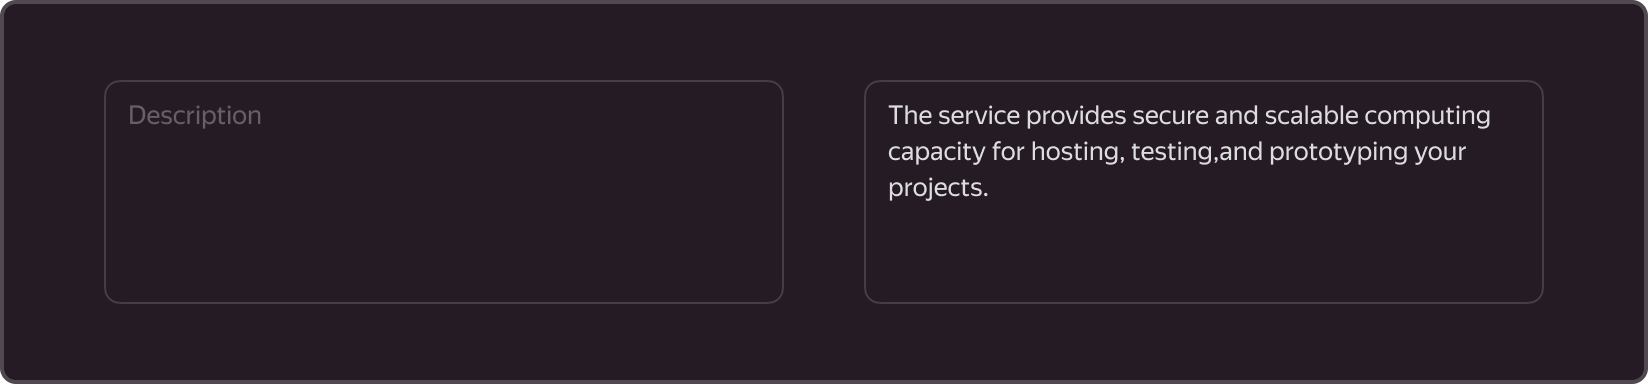 Description
The service provides secure and scalable computing
capacity for hosting, testing,and prototyping your
projects.